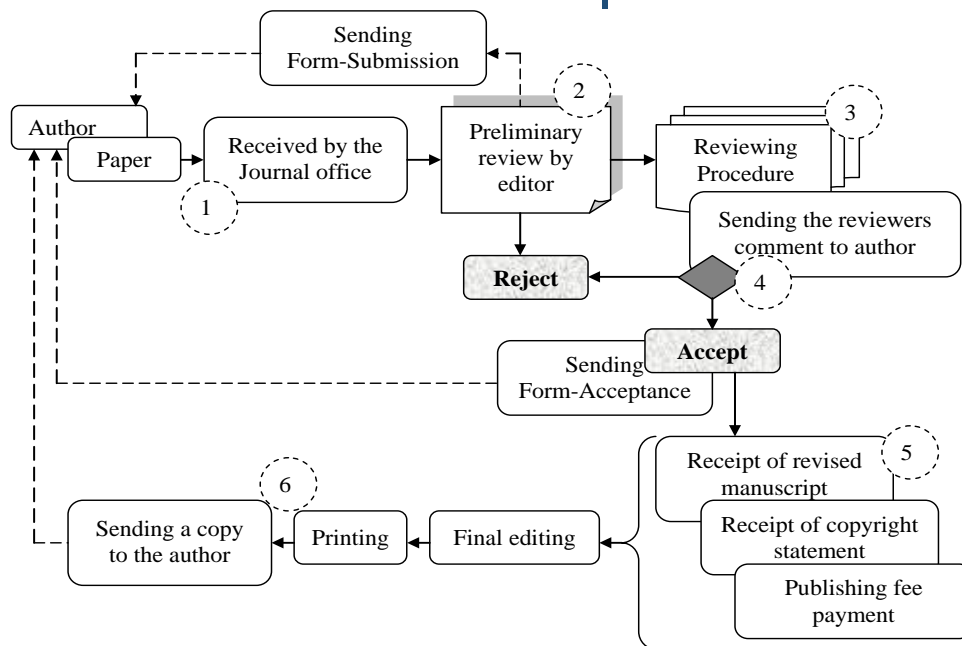 Sending
Form-Submission
2
3
Author
Paper
Received by the
Journal office
1
Preliminary
review by
editor
Reviewing
Procedure
Sending the reviewers
comment to author
Reject
4
Accept
Sending
Form-Acceptance
5
Receipt of revised
manuscript
Receipt of copyright
statement
Publishing fee
payment
6
Sending a copy
to the author
Printing
Final editing